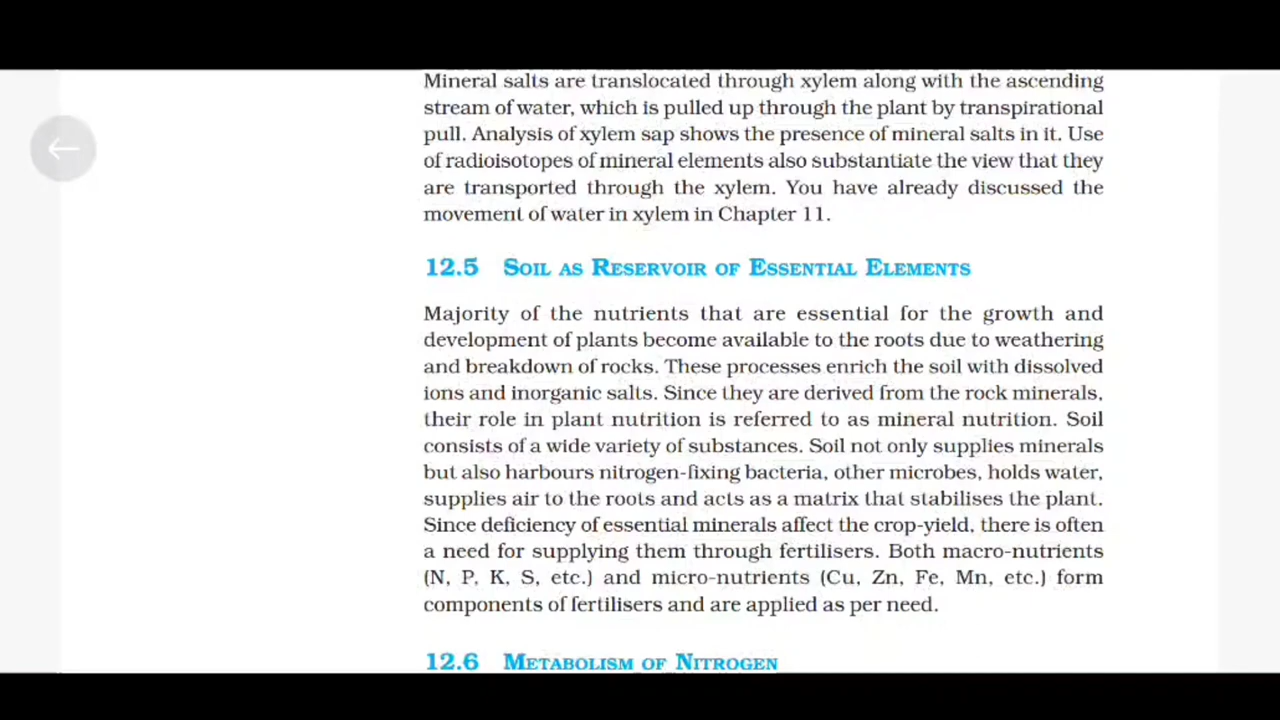 Mineral salts are translocated through xylem along with the ascending
stream of water, which is pulled up through the plant by transpirational
pull. Analysis of xylem sap shows the presence of mineral salts in it. Use
of radioisotopes of mineral elements also substantiate the view that they
are transported through the xylem. You have already discussed the
movement of water in xylem in Chapter 11.
12.5 SOIL AS RESERVOIR OF ESSENTIAL ELEMENTS
Majority of the nutrients that are essential for the growth and
development of plants become available to the roots due to weathering
and breakdown of rocks. These processes enrich the soil with dissolved
ions and inorganic salts. Since they are derived from the rock minerals,
their role in plant nutrition is referred to as mineral nutrition. Soil
consists of a wide variety of substances. Soil not only supplies minerals
but also harbours nitrogen-fixing bacteria, other microbes, holds water,
supplies air to the roots and acts as a matrix that stabilises the plant.
Since deficiency of essential minerals affect the crop-yield, there is often
a need for supplying them through fertilisers. Both macro-nutrients
(N, P, K, S, etc.) and micro-nutrients (Cu, Zn, Fe, Mn, etc.) form
components of fertilisers and are applied as per need.
12.6 METABOLISM OF NITROGEN